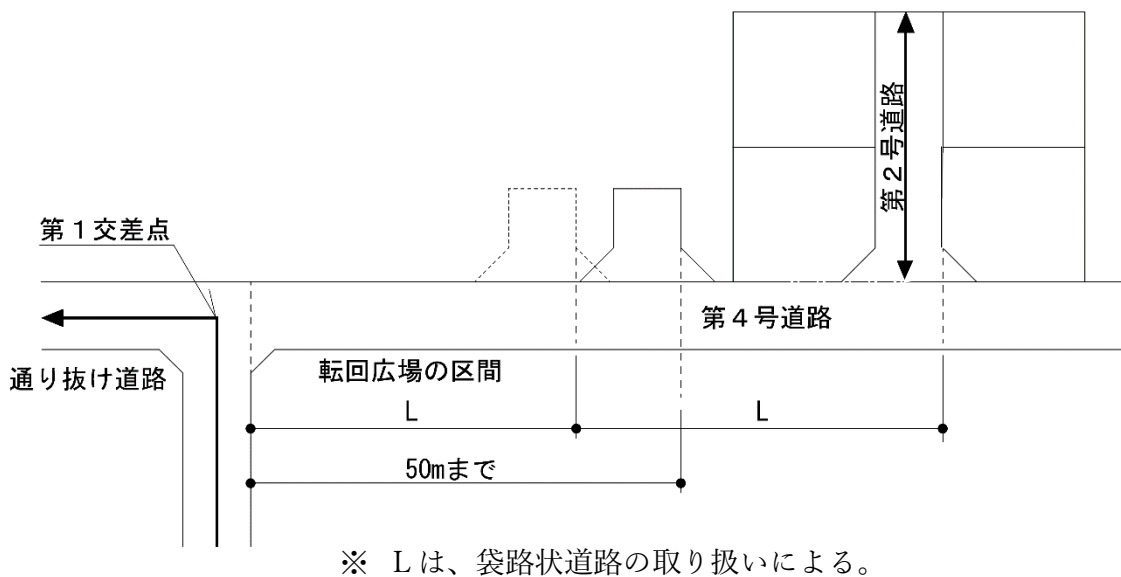 第２号道路
第１交差点
第４号道路
通り抜け道路
転回広場の区間
L
L
50mまで
※ Ｌは、袋路状道路の取り扱いによる。